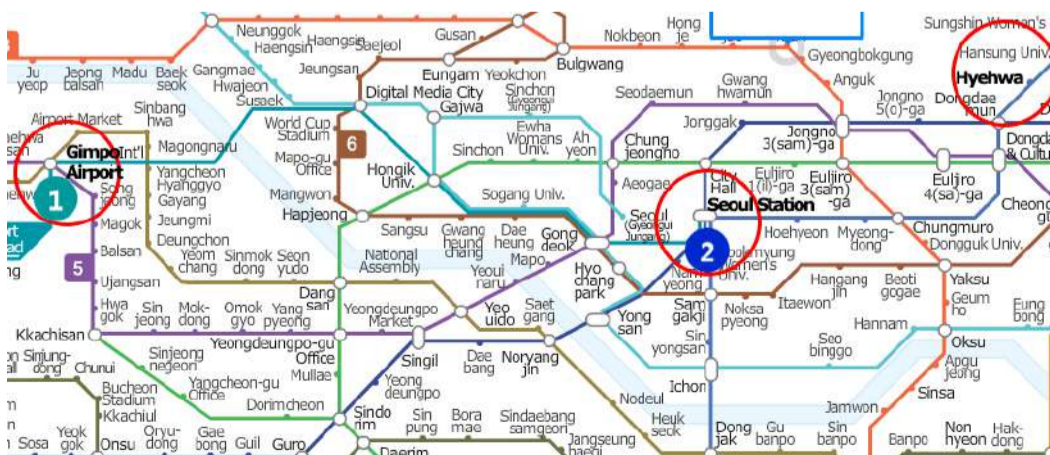 Neunggok
Haengsin
Haengsin
Saejeol
Gusan
Nokbeon
Hong
je
Sungshin Woman's
Ju
yeop
Jeong
balsan
Madu
Baek
seok
Gangmae
Hwajeon
Susaek
Jeungsan
Eungam
Yeokchon
Bulgwang
Gyeongbokgung
Anguk
Hansung Univ.
Hyehwa
Digital Media City
Gajwa
Sinchon
(Gyeongui
Jungang)
Seodaemun
Gwang
hwamun
Jongno
5(o)-ga
Dongdae
mun
Airport Market
Sinbang
hwa
Magongnaru
World Cup
Stadium
6
Mapo-gu
Office
Mangwon
Hapjeong
Hongik
Univ.
Sinchon
Ewha
Womans
Univ.
Ah
yeon
Chung
jeongho
Jonggak
Jongno
3(sam)-ga
Dongda
& Cultu
Gimpo Int'l
Airport
1
Song
jeong
Magok
Balsan
5
Ujangsan
Hwa
gok
Yangcheon
Hyanggyo
Gayang
Jeungmi
Deungchon
Yeom
chang
Sinmok
dong
Seon
yudo
Aeogae
City
Hall
Euljiro
1(il)-ga
Euljiro
3(sam)
-ga
Euljiro
4(sa)-ga
Cheong
gu
Sogang Univ.
Seoul
(Gyeongui
Jungang)
Seoul Station
2
Hoehyeon
Myeong-
dong
Chungmuro
Dongguk Univ.
Sangsu
Gwang
heung
chang
Dae
heung
Gong
deok
Mapo
Hyo
chang
park
Nam
yeong
Women's
Univ.
National
Assembly
Yeoui
naru
Dang
san
Yeo
uido
Saet
gang
Yong
san
Sam
gakji
Noksa
pyeong
Itaewon
Hangang
jin
Beoti
gogae
Yaksu
Geum
ho
Eung
bong
Kkachisan
Sin
jeong
Mok-
dong
Omok
gyo
Yang
pyeong
Yeongdeungpo
Market
Yeongdeungpo-gu
Office
Mullae
Singil
Dae
bang
Noryang
jin
Sin
yongsan
Hannam
Seo
binggo
Oksu
Apgu
jeong
Sinjung-
dong
Chunui
Bucheon
Stadium
Kkachiul
Sinjeong
negeori
Yangcheon-gu
Office
Dorimcheon
Yeong
deungpo
Nodeul
Ichon
Sinsa
Jamwon
Sosa
Yeok
gok
Onsu
Oryu-
dong
Gae
bong
Guil
Guro
Sindo
rim
Daerim
Sin
pung
Bora
mae
Sindaebang
samgeori
Jangseung
baegi
Heuk
seok
Dong
jak
Gu
banpo
Sin
banpo
Banpo
Non
hyeon
Hak-
dong